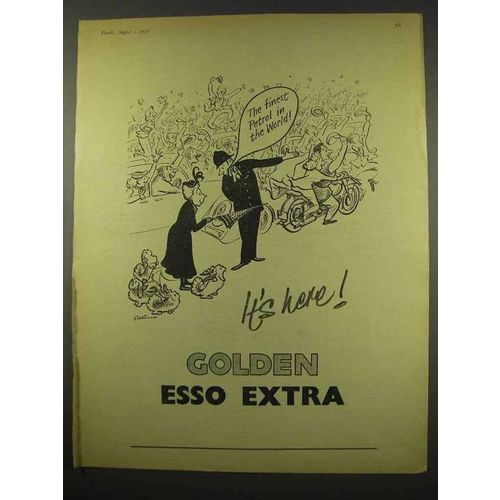 Punch, August 1 1956
The finest
Petrol in
the World!
It's here!
GOLDEN
ESSO EXTRA